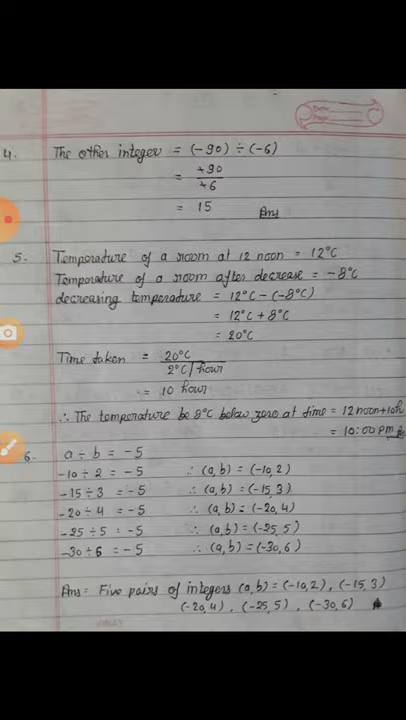 4. The other integer = (-90) ÷ (-6)
= +90/+6
= 15 Ans
5. Temperature of a room at 12 noon = 12°C
Temperature of a room after decrease = -8°C
decreasing temperature = 12°C - (-8°C)
= 12°C + 8°C
= 20°C
Time taken = 20°C / 2°C/hour
= 10 hour
∴ The temperature be 8°C below zero at time = 12 noon+10h
= 10:00 Pm
6. a ÷ b = -5
-10 ÷ 2 = -5 ∴ (a, b) = (-10, 2)
-15 ÷ 3 = -5 ∴ (a, b) = (-15, 3)
-20 ÷ 4 = -5 ∴ (a, b) = (-20, 4)
-25 ÷ 5 = -5 ∴ (a, b) = (-25, 5)
-30 ÷ 6 = -5 ∴ (a, b) = (-30, 6)
Ans = Five pairs of integers (a, b) = (-10, 2), (-15, 3)
(-20, 4), (-25, 5), (-30, 6)